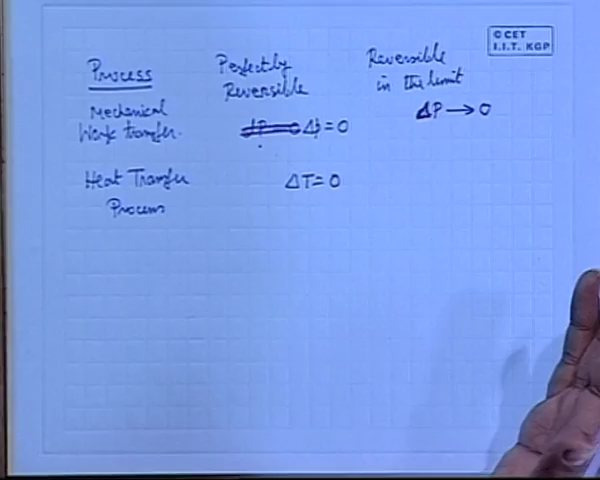 © CET
I.I.T. KGP
Process
Perfectly
Reversible
Reversible
in the limit
Mechanical
Work transfer.
Δp = 0
ΔP → 0
Heat Transfer
Process
ΔT = 0